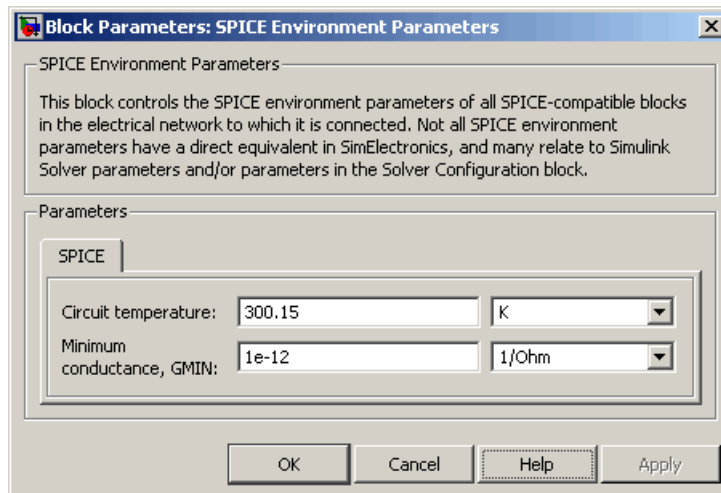 Block Parameters: SPICE Environment Parameters
SPICE Environment Parameters
This block controls the SPICE environment parameters of all SPICE-compatible blocks
in the electrical network to which it is connected. Not all SPICE environment
parameters have a direct equivalent in SimElectronics, and many relate to Simulink
Solver parameters and/or parameters in the Solver Configuration block.
Parameters
SPICE
Circuit temperature: 300.15 K
Minimum
conductance, GMIN: 1e-12 1/Ohm
OK Cancel Help Apply